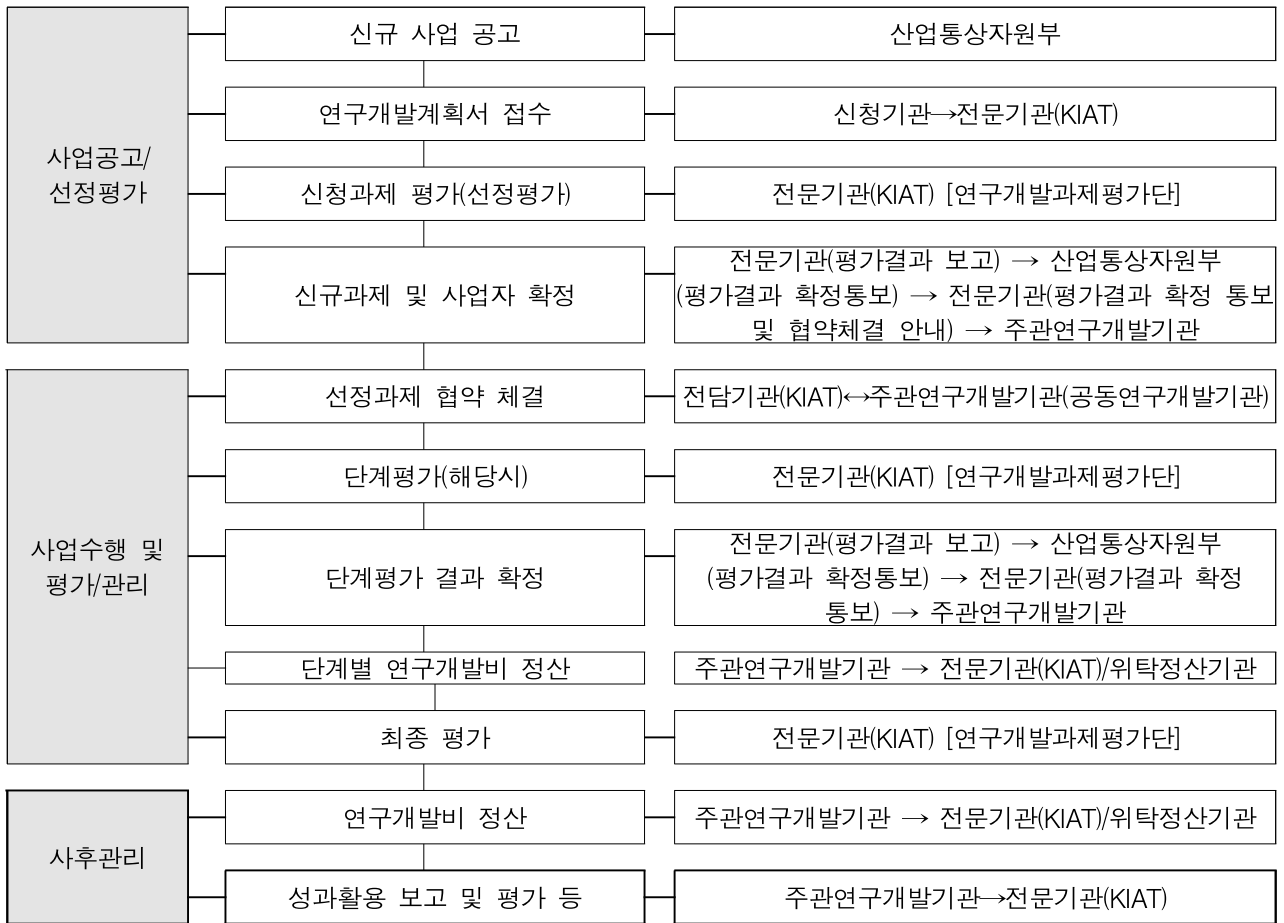 사업공고/
선정평가
신규 사업 공고
산업통상자원부
연구개발계획서 접수
신청기관→전문기관(KIAT)
신청과제 평가(선정평가)
전문기관(KIAT) [연구개발과제평가단]
신규과제 및 사업자 확정
전문기관(평가결과 보고) → 산업통상자원부
(평가결과 확정통보) → 전문기관(평가결과 확정 통보
및 협약체결 안내) → 주관연구개발기관
사업수행 및
평가/관리
선정과제 협약 체결
전담기관(KIAT)↔주관연구개발기관(공동연구개발기관)
단계평가(해당시)
전문기관(KIAT) [연구개발과제평가단]
단계평가 결과 확정
전문기관(평가결과 보고) → 산업통상자원부
(평가결과 확정통보) → 전문기관(평가결과 확정
통보) → 주관연구개발기관
단계별 연구개발비 정산
주관연구개발기관 → 전문기관(KIAT)/위탁정산기관
최종 평가
전문기관(KIAT) [연구개발과제평가단]
사후관리
연구개발비 정산
주관연구개발기관 → 전문기관(KIAT)/위탁정산기관
성과활용 보고 및 평가 등
주관연구개발기관→전문기관(KIAT)